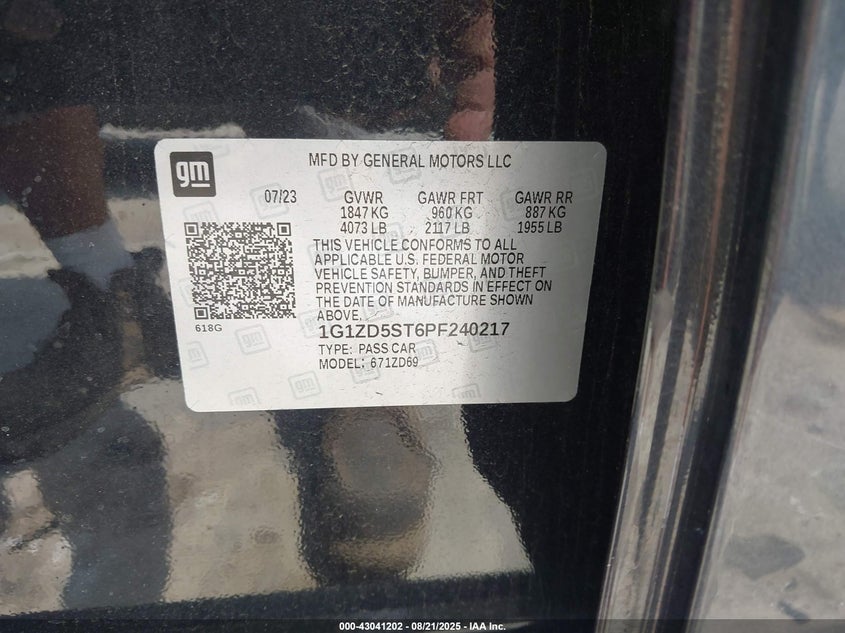 gm
MFD BY GENERAL MOTORS LLC
07/23 GVWR GAWR FRT GAWR RR
1847 KG 960 KG 887 KG
4073 LB 2117 LB 1955 LB
THIS VEHICLE CONFORMS TO ALL
APPLICABLE U.S. FEDERAL MOTOR
VEHICLE SAFETY, BUMPER, AND THEFT
PREVENTION STANDARDS IN EFFECT ON
THE DATE OF MANUFACTURE SHOWN
ABOVE.
618G
1G1ZD5ST6PF240217
TYPE: PASS CAR
MODEL: 671ZD69
000-43041202 - 08/21/2025 - IAA Inc.